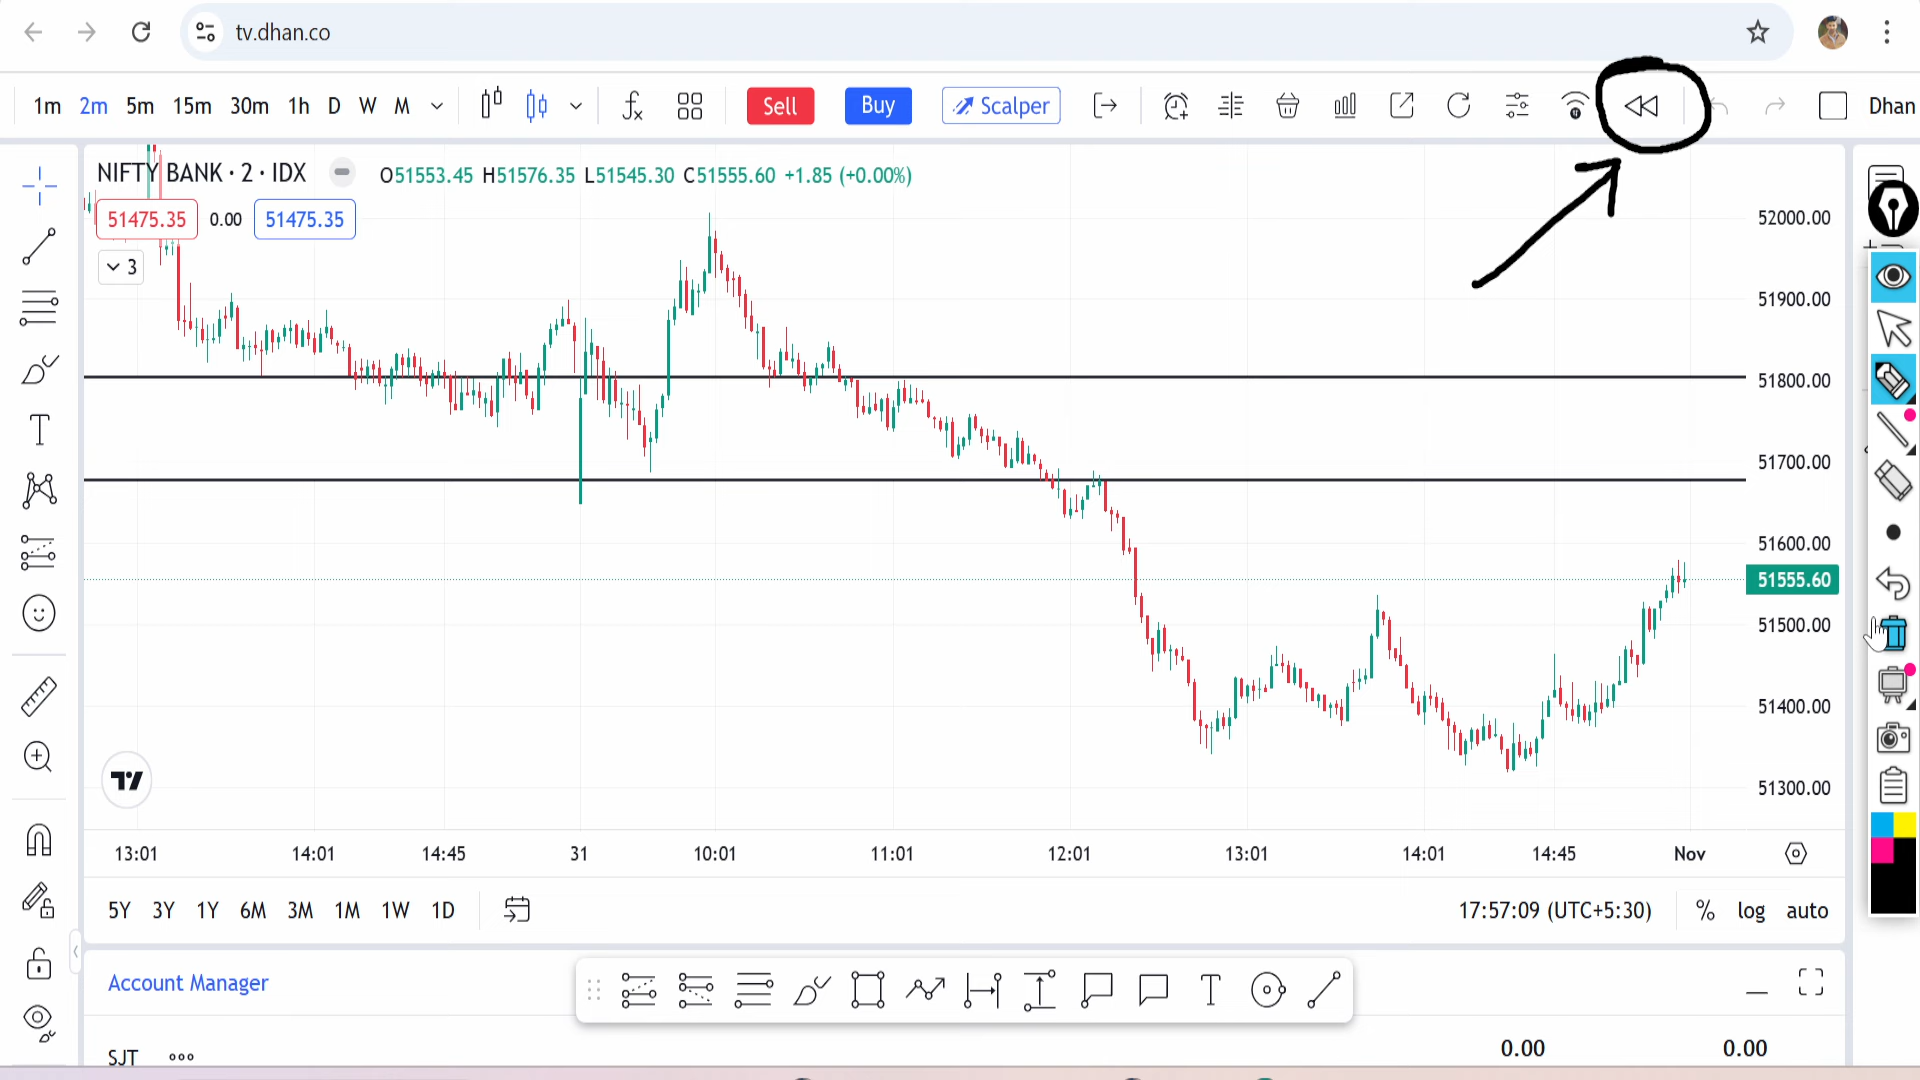 tv.dhan.co
1m 2m 5m 15m 30m 1h D W M Sell Buy Scalper Dhan
NIFTY BANK · 2 · IDX O51553.45 H51576.35 L51545.30 C51555.60 +1.85 (+0.00%)
51475.35 0.00 51475.35
3
52000.00
51900.00
51800.00
51700.00
51600.00
51555.60
51500.00
51400.00
51300.00
13:01 14:01 14:45 31 10:01 11:01 12:01 13:01 14:01 14:45 Nov
5Y 3Y 1Y 6M 3M 1M 1W 1D 17:57:09 (UTC+5:30) % log auto
Account Manager
SJT 0.00 0.00